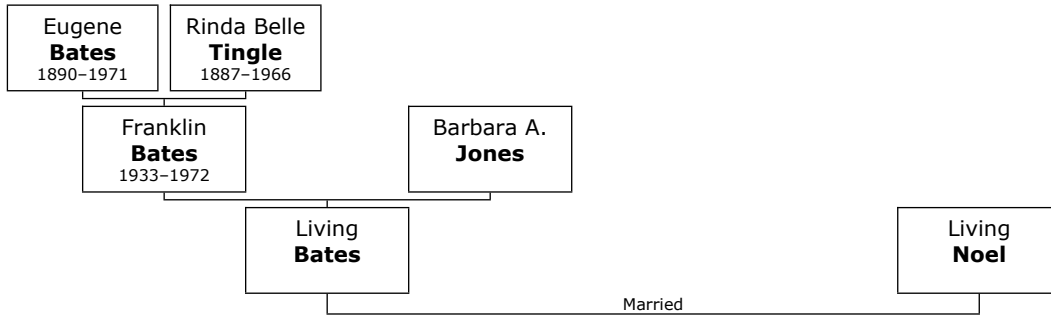 Eugene
Bates
1890–1971
Rinda Belle
Tingle
1887–1966
Franklin
Bates
1933–1972
Barbara A.
Jones
Living
Bates
Living
Noel
Married